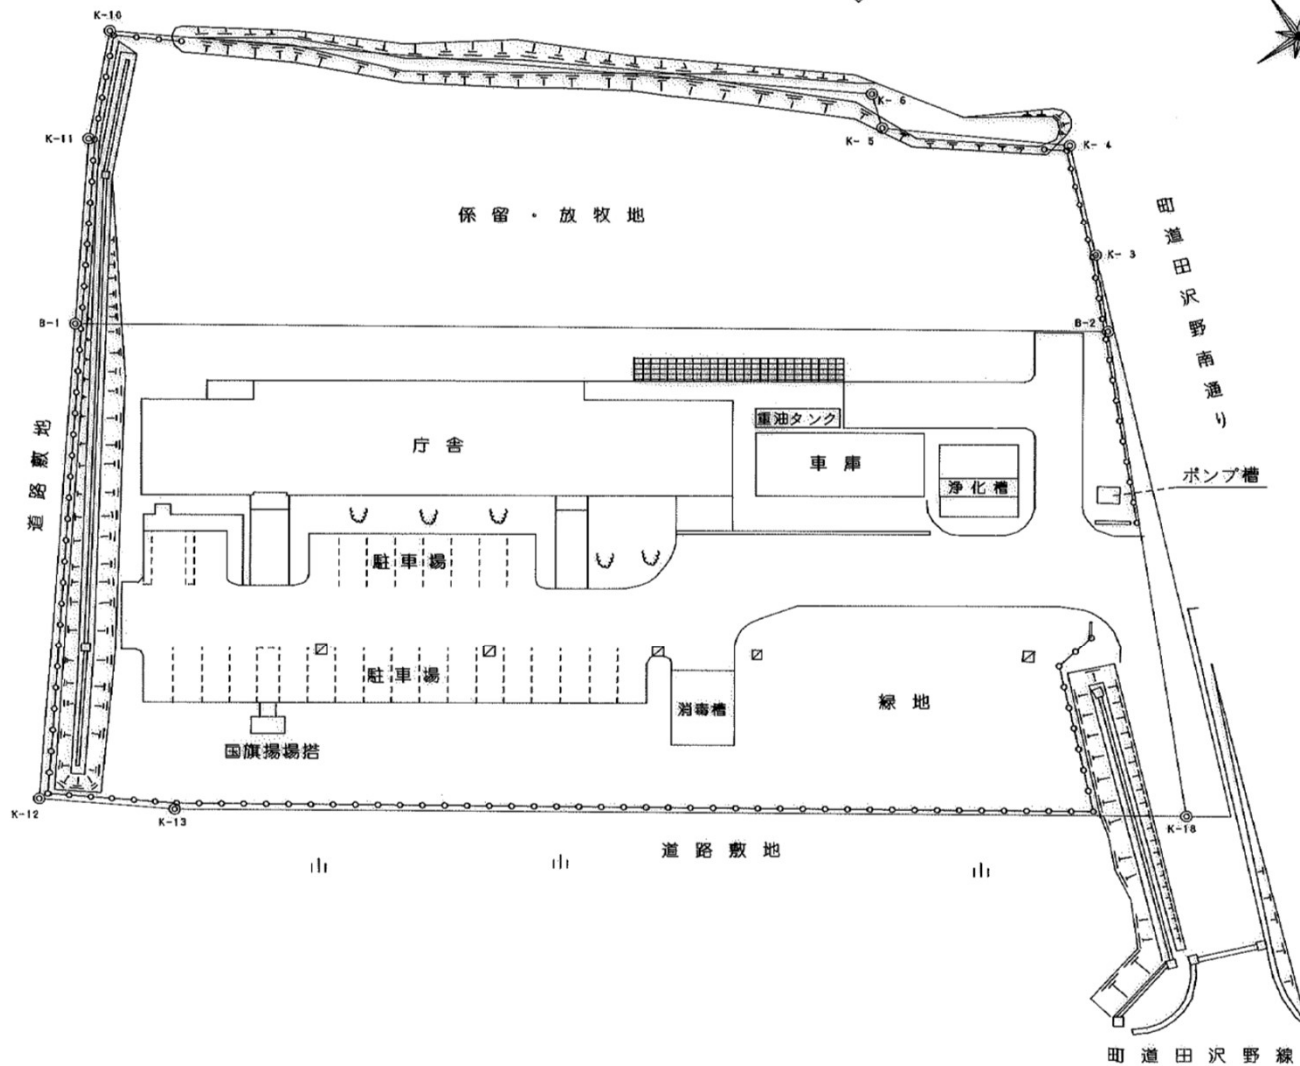 K-10
K-11
K-6
K-5
K-4
係留・放牧地
K-3
町道田沢野南通り
B-1
B-2
重油タンク
庁舎
車庫
浄化槽
ポンプ槽
道路敷地
駐車場
駐車場
消毒槽
緑地
国旗揚場搭
K-12
K-13
K-18
道路敷地
町道田沢野線